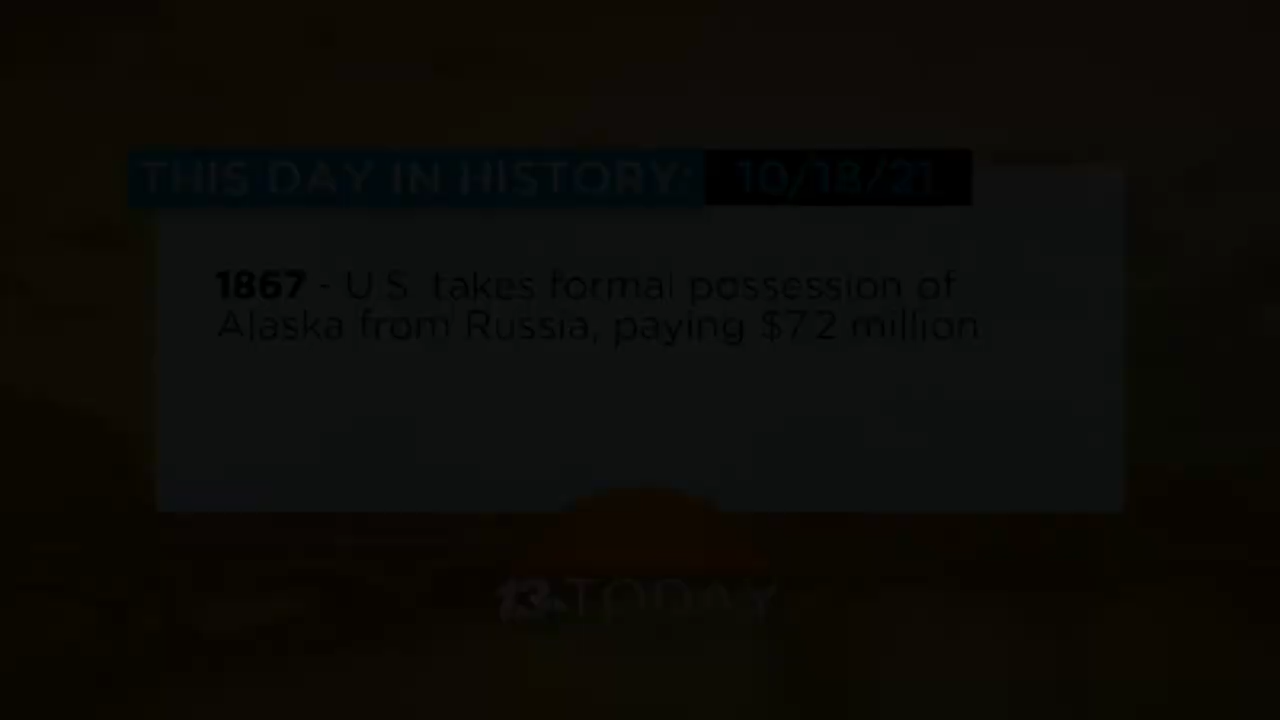 THIS DAY IN HISTORY: 10/18/21
1867 - U.S. takes formal possession of
Alaska from Russia, paying $7.2 million
13 TODAY